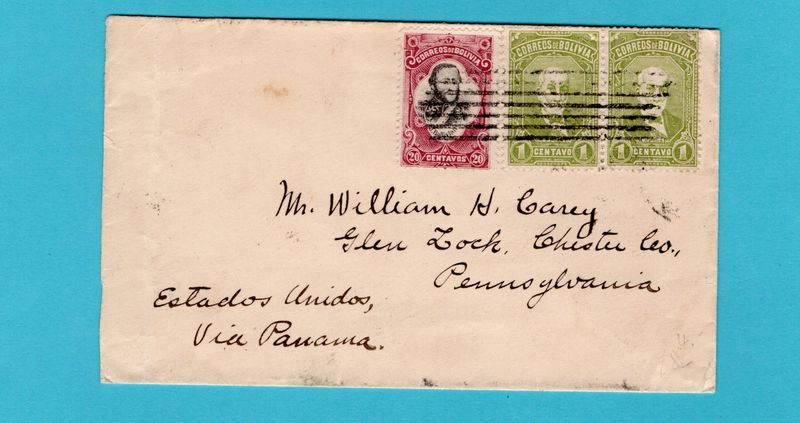 CORREOS DE BOLIVIA
20 CENTAVOS 20
CORREOS DE BOLIVIA
1 CENTAVO 1
CORREOS DE BOLIVIA
1 CENTAVO 1
Mr. William H. Carey
Glen Lock, Chester Co.,
Pennsylvania
Estados Unidos,
Via Panama.